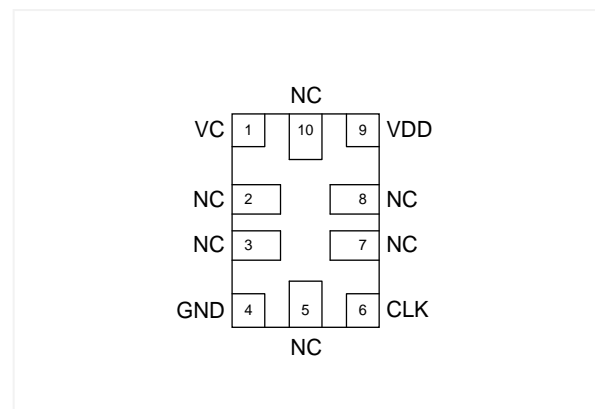 NC
VC 1 10 9 VDD
NC 2 8 NC
NC 3 7 NC
GND 4 5 6 CLK
NC